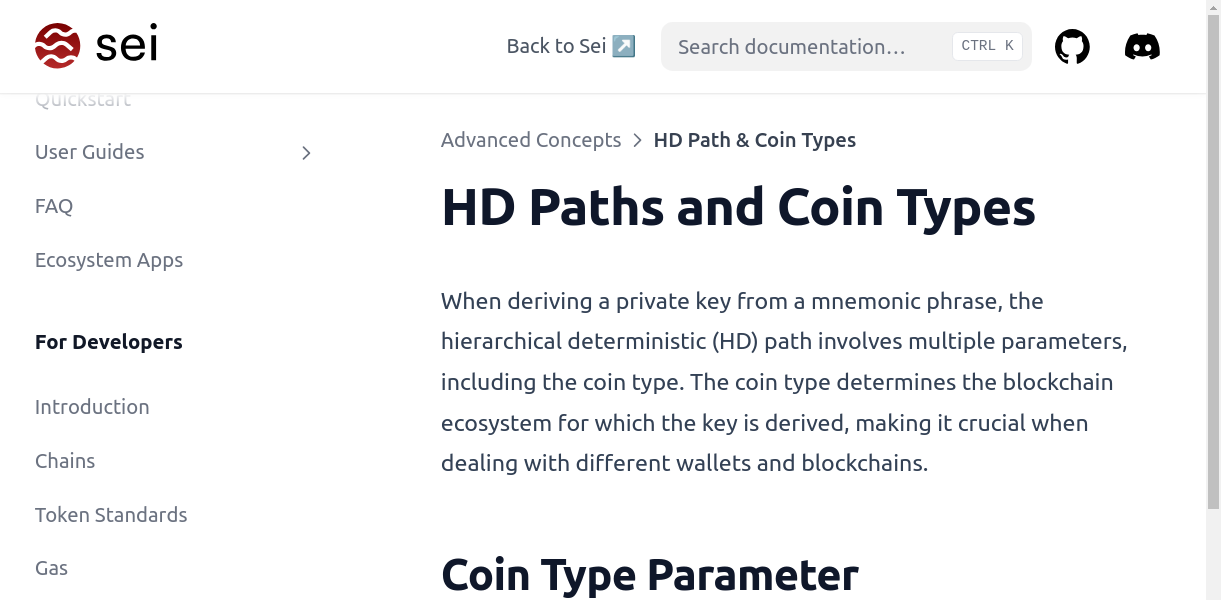 sei
Back to Sei ↗
Search documentation…
CTRL K
Quickstart
User Guides
FAQ
Ecosystem Apps
For Developers
Introduction
Chains
Token Standards
Gas
Advanced Concepts > HD Path & Coin Types
HD Paths and Coin Types
When deriving a private key from a mnemonic phrase, the
hierarchical deterministic (HD) path involves multiple parameters,
including the coin type. The coin type determines the blockchain
ecosystem for which the key is derived, making it crucial when
dealing with different wallets and blockchains.
Coin Type Parameter